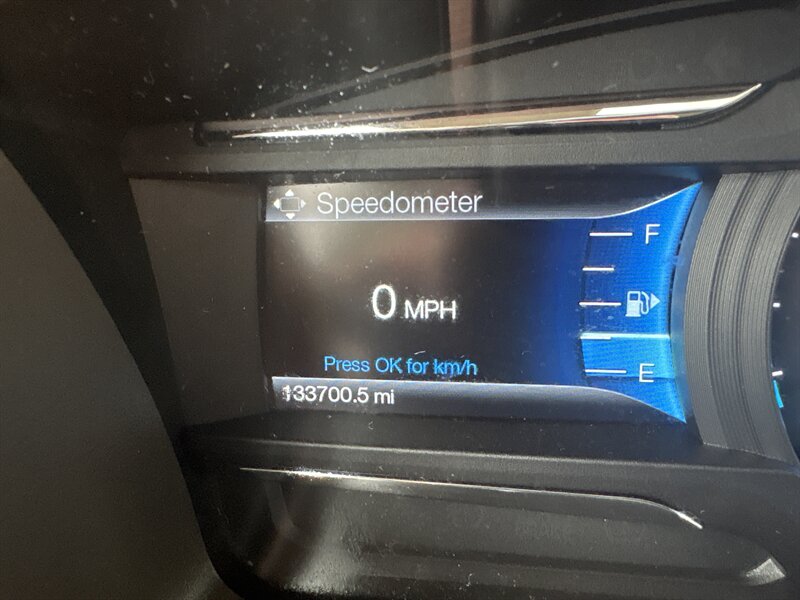 Speedometer
F
0 MPH
Press OK for km/h
E
133700.5 mi